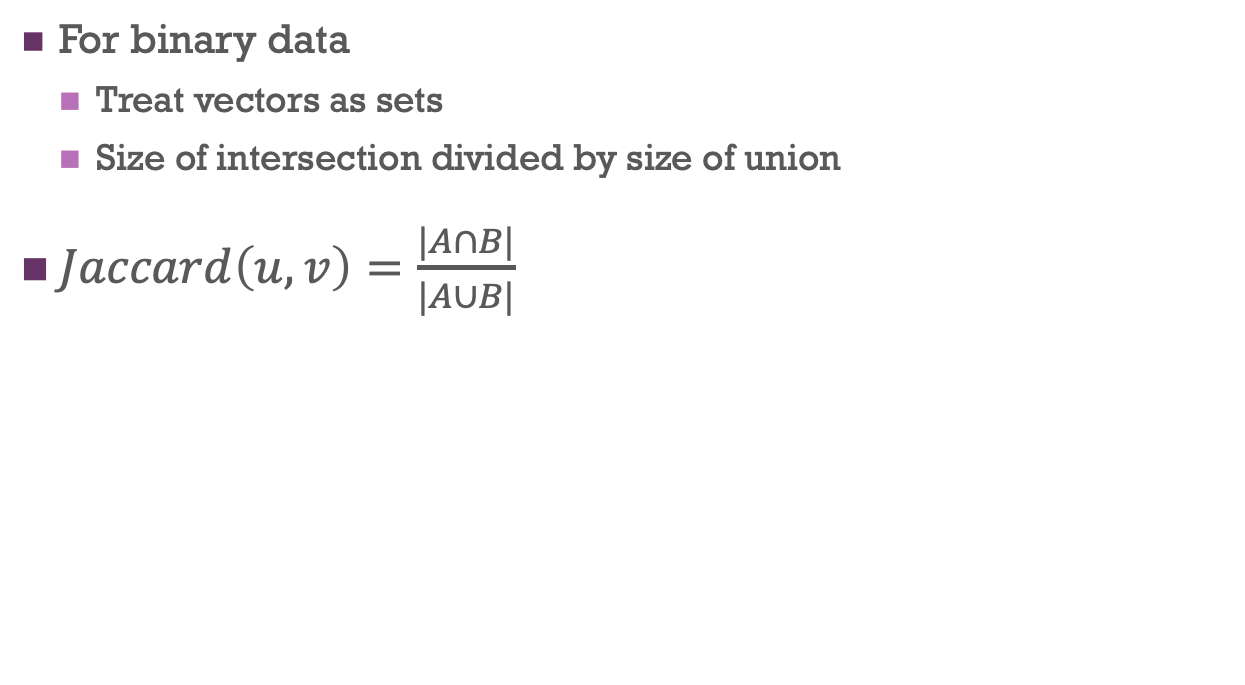 ■ For binary data
■ Treat vectors as sets
■ Size of intersection divided by size of union
■ Jaccard(u, v) = |A∩B| / |A∪B|